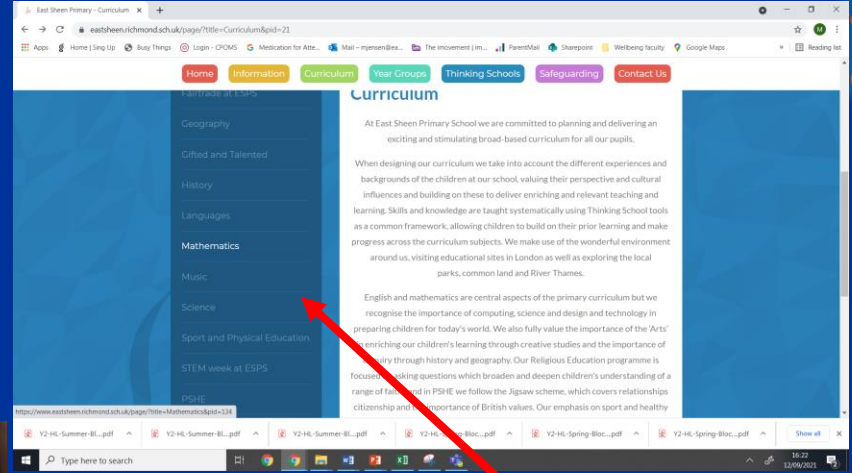 East Sheen Primary - Curriculum
eastsheen.richmond.sch.uk/page/?title=Curriculum&pid=21
Apps Home | Sing Up Busy Things Login - CPOMS Medication for Atte... Mail – mjensen@ea... The imovement | im... ParentMail Sharepoint Wellbeing faculty Google Maps » Reading list
Home Information Curriculum Year Groups Thinking Schools Safeguarding Contact Us
Fairtrade at ESPS
Geography
Gifted and Talented
History
Languages
Mathematics
Music
Science
Sport and Physical Education
STEM week at ESPS
PSHE
Curriculum
At East Sheen Primary School we are committed to planning and delivering an
exciting and stimulating broad-based curriculum for all our pupils.
When designing our curriculum we take into account the different experiences and
backgrounds of the children at our school, valuing their perspective and cultural
influences and building on these to deliver enriching and relevant teaching and
learning. Skills and knowledge are taught systematically using Thinking School tools
as a common framework, allowing children to build on their prior learning and make
progress across the curriculum subjects. We make use of the wonderful environment
around us, visiting educational sites in London as well as exploring the local
parks, common land and River Thames.
English and mathematics are central aspects of the primary curriculum but we
recognise the importance of computing, science and design and technology in
preparing children for today's world. We also fully value the importance of the 'Arts'
in enriching our children's learning through creative studies and the importance of
through history and geography. Our Religious Education programme is
focused asking questions which broaden and deepen children's understanding of a
range of and in PSHE we follow the Jigsaw scheme, which covers relationships
citizenship and importance of British values. Our emphasis on sport and healthy
https://www.eastsheen.richmond.sch.uk/page/?title=Mathematics&pid=134
Y2-HL-Summer-Bl....pdf Y2-HL-Summer-Bl....pdf Y2-HL-Summer-Bl....pdf Y2-HL-Spring-Bloc....pdf Y2-HL-Spring-Bloc....pdf Y2-HL-Spring-Bloc....pdf Show all
Type here to search
16:22
12/09/2021